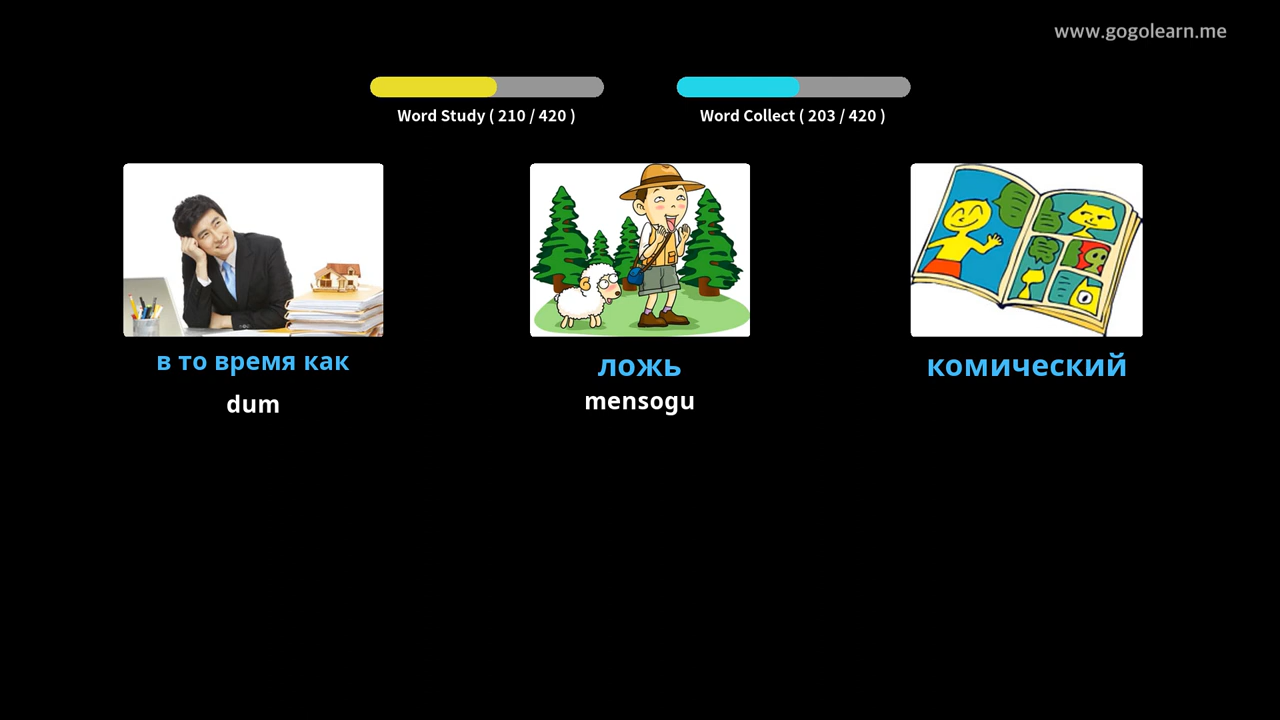 www.gogolearn.me
Word Study ( 210 / 420 )
Word Collect ( 203 / 420 )
в то время как
dum
ложь
mensogu
комический